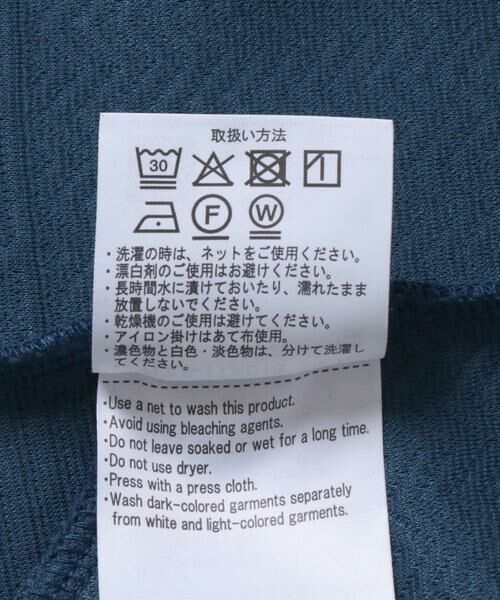 取扱い方法
30
F W
・洗濯の時は、ネットをご使用ください。
・漂白剤のご使用はお避けください。
・長時間水に漬けておいたり、濡れたまま
放置しないでください。
・乾燥機のご使用は避けてください。
・アイロン掛けはあて布使用。
・濃色物と白色・淡色物は、分けて洗濯し
てください。
・Use a net to wash this product.
・Avoid using bleaching agents.
・Do not leave soaked or wet for a long time.
・Do not use dryer.
・Press with a press cloth.
・Wash dark-colored garments separately
from white and light-colored garments.